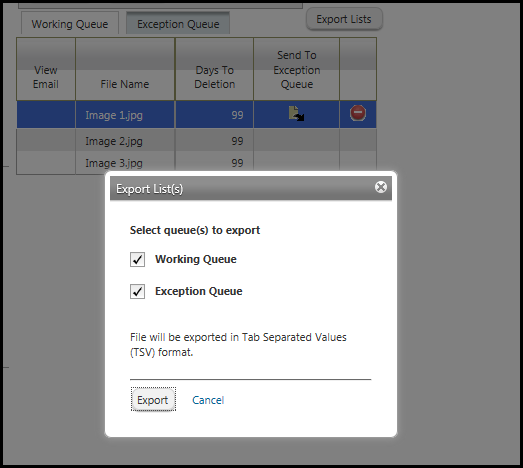 Working Queue Exception Queue Export Lists
View Email File Name Days To Deletion Send To Exception Queue
Image 1.jpg 99
Image 2.jpg 99
Image 3.jpg 99
Export List(s)
Select queue(s) to export
Working Queue
Exception Queue
File will be exported in Tab Separated Values
(TSV) format.
Export Cancel